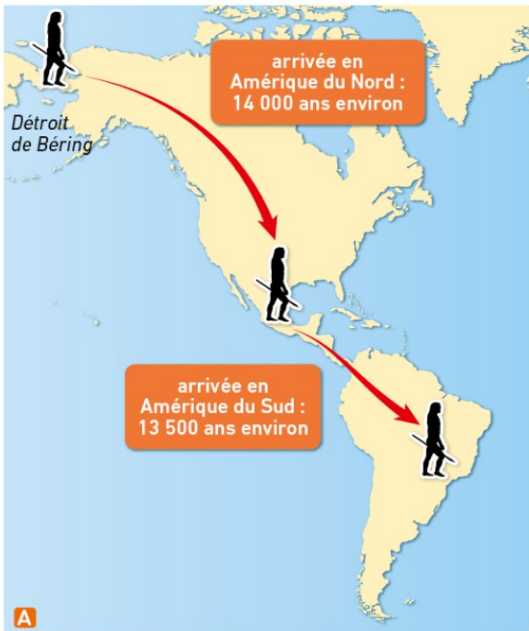 arrivée en
Amérique du Nord :
14 000 ans environ
Détroit
de Béring
arrivée en
Amérique du Sud :
13 500 ans environ
A